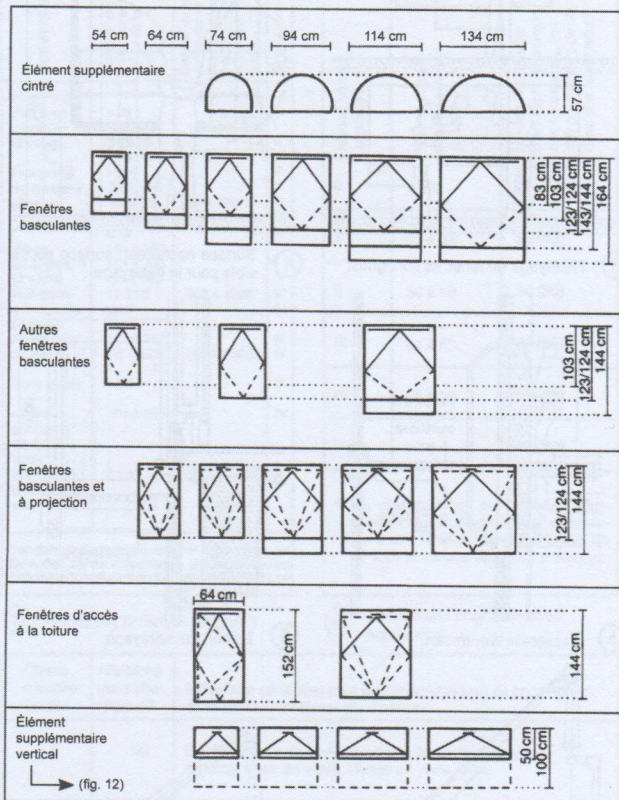 54 cm 64 cm 74 cm 94 cm 114 cm 134 cm
Élément supplémentaire
cintré
57 cm
Fenêtres
basculantes
83 cm
103 cm
123/124 cm
143/144 cm
164 cm
Autres
fenêtres
basculantes
103 cm
123/124 cm
144 cm
Fenêtres
basculantes et
à projection
123/124 cm
144 cm
Fenêtres d'accès
à la toiture
64 cm
152 cm
144 cm
Élément
supplémentaire
vertical
(fig. 12)
50 cm
100 cm